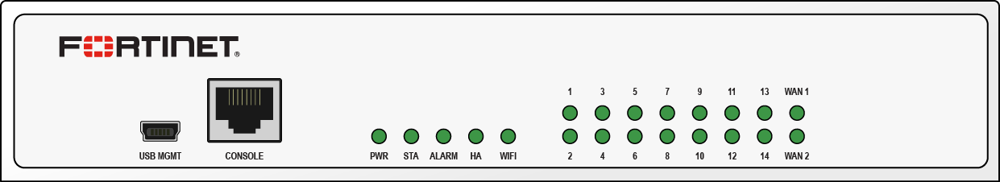 FORTINET®
1 3 5 7 9 11 13 WAN 1
USB MGMT CONSOLE PWR STA ALARM HA WIFI 2 4 6 8 10 12 14 WAN 2